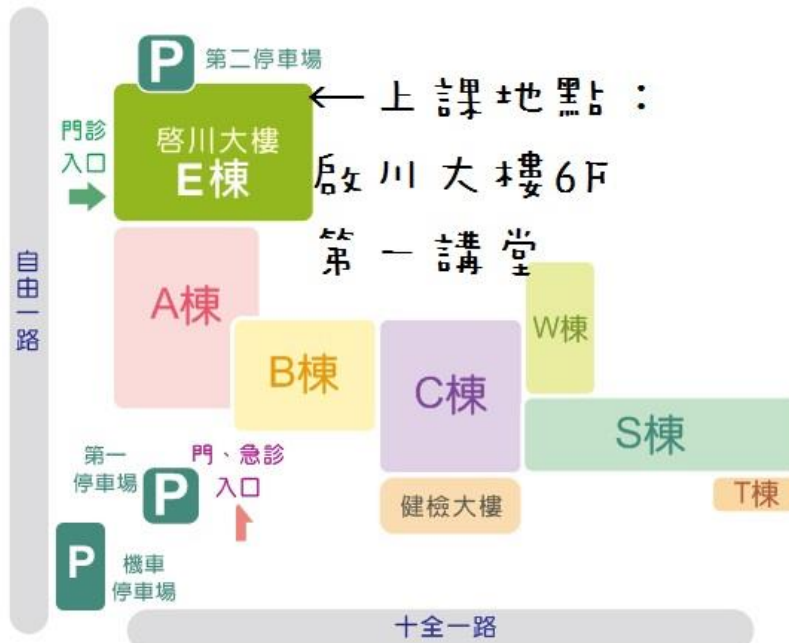 P 第二停車場
←上課地點：
門診
入口
啓川大樓
E棟
啟川大樓6F
第一講堂
自由一路
A棟
B棟
C棟
W棟
S棟
T棟
第一
停車場
P
門、急診
入口
健檢大樓
P
機車
停車場
十全一路